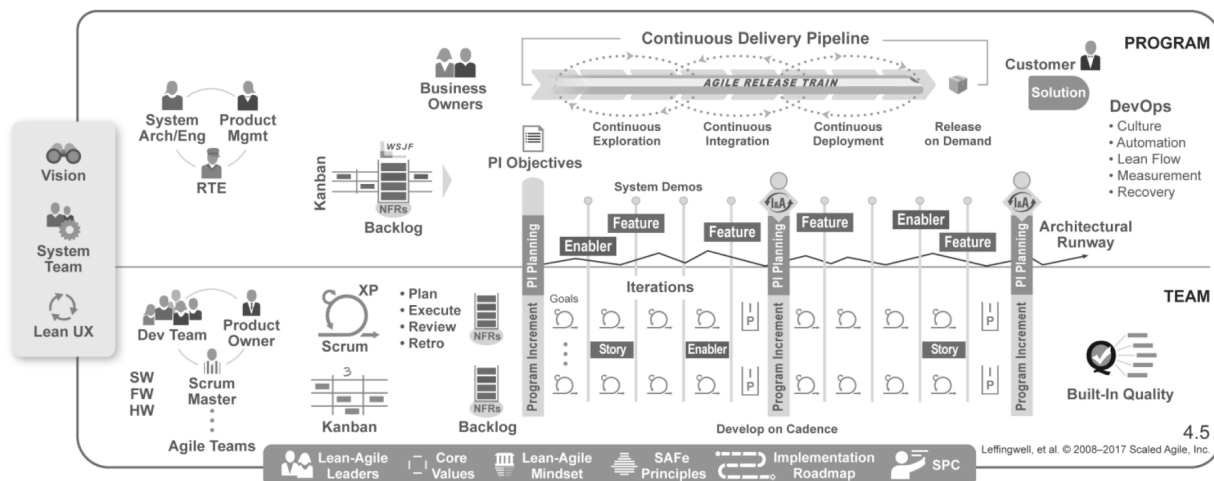 Continuous Delivery Pipeline
PROGRAM
AGILE RELEASE TRAIN
Continuous
Exploration
Continuous
Integration
Continuous
Deployment
Release
on Demand
Customer
Solution
DevOps
• Culture
• Automation
• Lean Flow
• Measurement
• Recovery
Business
Owners
System
Arch/Eng
Product
Mgmt
RTE
Vision
System
Team
Lean UX
Kanban
WSJF
NFRs
Backlog
PI Objectives
System Demos
I&A
I&A
Feature
Feature
Enabler
Feature
Enabler
Feature
Architectural
Runway
PI Planning
PI Planning
PI Planning
TEAM
Dev Team
Product
Owner
Scrum
Master
SW
FW
HW
Agile Teams
XP
Scrum
• Plan
• Execute
• Review
• Retro
3
Kanban
NFRs
NFRs
Backlog
Program Increment
Program Increment
Program Increment
Iterations
Goals
I P
I P
Story
Enabler
Story
I P
I P
Develop on Cadence
Built-In Quality
4.5
Leffingwell, et al. © 2008–2017 Scaled Agile, Inc.
Lean-Agile
Leaders
Core
Values
Lean-Agile
Mindset
SAFe
Principles
Implementation
Roadmap
SPC